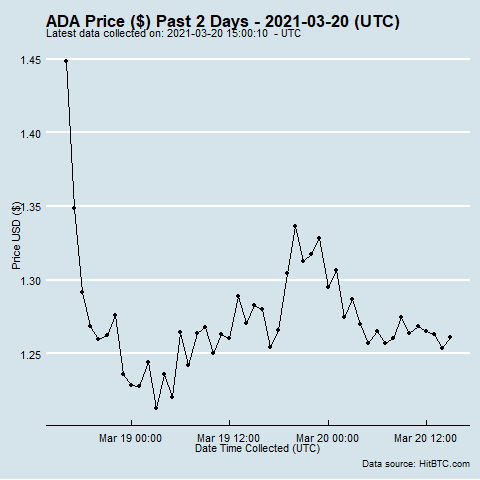 ADA Price ($) Past 2 Days - 2021-03-20 (UTC)
Latest data collected on: 2021-03-20 15:00:10 - UTC
1.45
1.40
1.35
1.30
1.25
Price USD ($)
Mar 19 00:00 Mar 19 12:00 Mar 20 00:00 Mar 20 12:00
Date Time Collected (UTC)
Data source: HitBTC.com